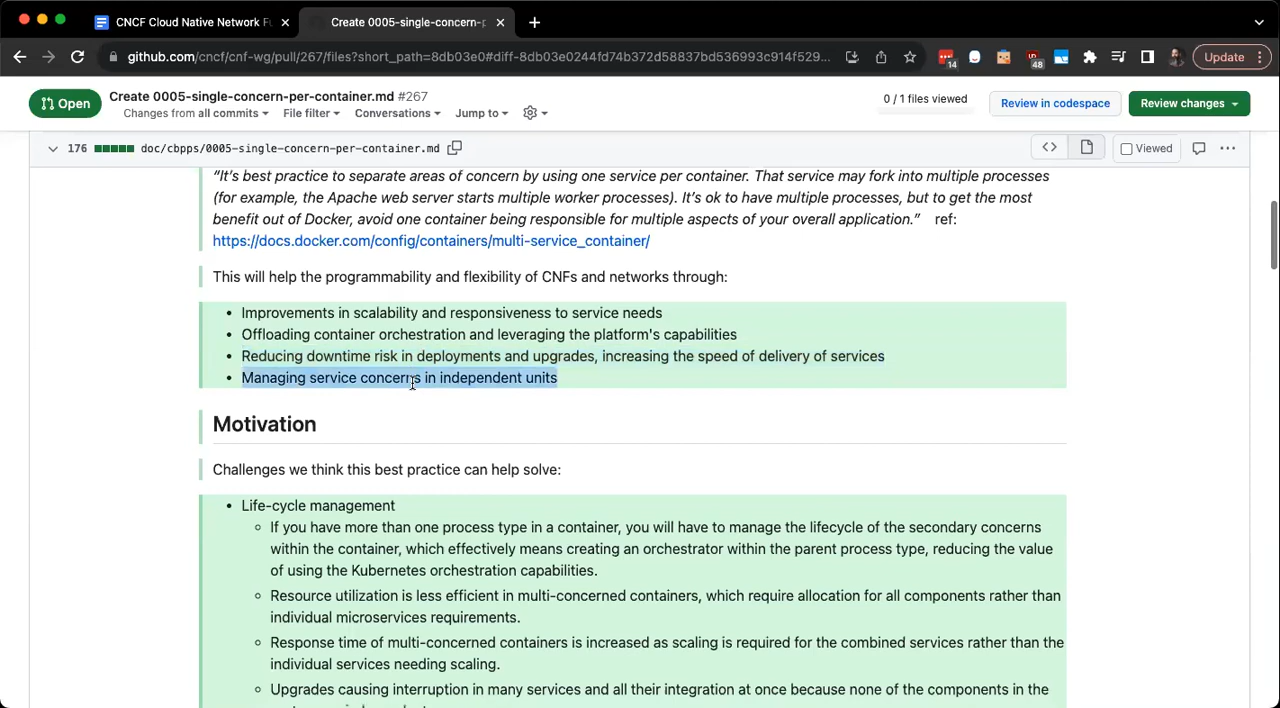 CNCF Cloud Native Network Fu
Create 0005-single-concern-p
github.com/cncf/cnf-wg/pull/267/files?short_path=8db03e0#diff-8db03e0244fd74b372d58837bd536993c914f529...
14
48
Update
Open
Create 0005-single-concern-per-container.md #267
Changes from all commits
File filter
Conversations
Jump to
0 / 1 files viewed
Review in codespace
Review changes
176
doc/cbpps/0005-single-concern-per-container.md
Viewed
“It’s best practice to separate areas of concern by using one service per container. That service may fork into multiple processes
(for example, the Apache web server starts multiple worker processes). It’s ok to have multiple processes, but to get the most
benefit out of Docker, avoid one container being responsible for multiple aspects of your overall application.” ref:
https://docs.docker.com/config/containers/multi-service_container/
This will help the programmability and flexibility of CNFs and networks through:
• Improvements in scalability and responsiveness to service needs
• Offloading container orchestration and leveraging the platform's capabilities
• Reducing downtime risk in deployments and upgrades, increasing the speed of delivery of services
• Managing service concerns in independent units
Motivation
Challenges we think this best practice can help solve:
• Life-cycle management
◦ If you have more than one process type in a container, you will have to manage the lifecycle of the secondary concerns
within the container, which effectively means creating an orchestrator within the parent process type, reducing the value
of using the Kubernetes orchestration capabilities.
◦ Resource utilization is less efficient in multi-concerned containers, which require allocation for all components rather than
individual microservices requirements.
◦ Response time of multi-concerned containers is increased as scaling is required for the combined services rather than the
individual services needing scaling.
◦ Upgrades causing interruption in many services and all their integration at once because none of the components in the